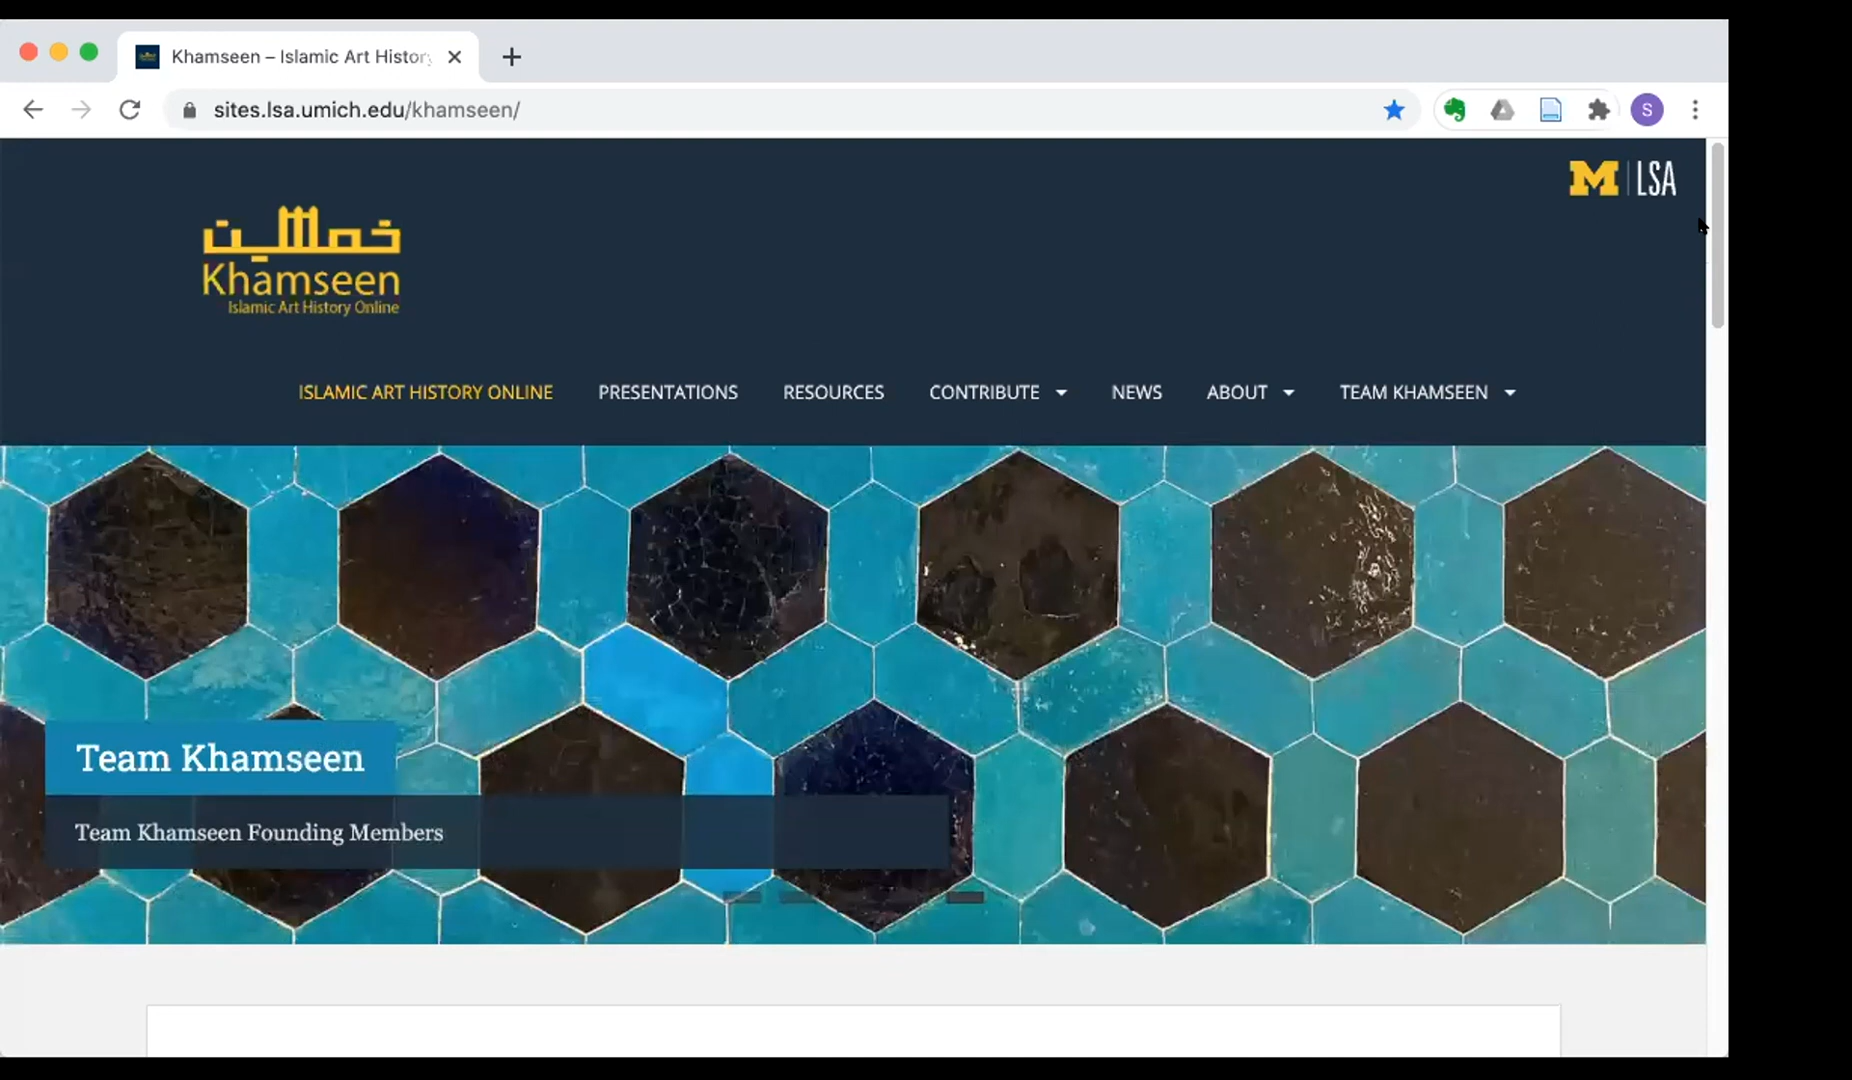 Khamseen – Islamic Art History
sites.lsa.umich.edu/khamseen/
S
M LSA
خمسين
Khamseen
Islamic Art History Online
ISLAMIC ART HISTORY ONLINE PRESENTATIONS RESOURCES CONTRIBUTE NEWS ABOUT TEAM KHAMSEEN
Team Khamseen
Team Khamseen Founding Members